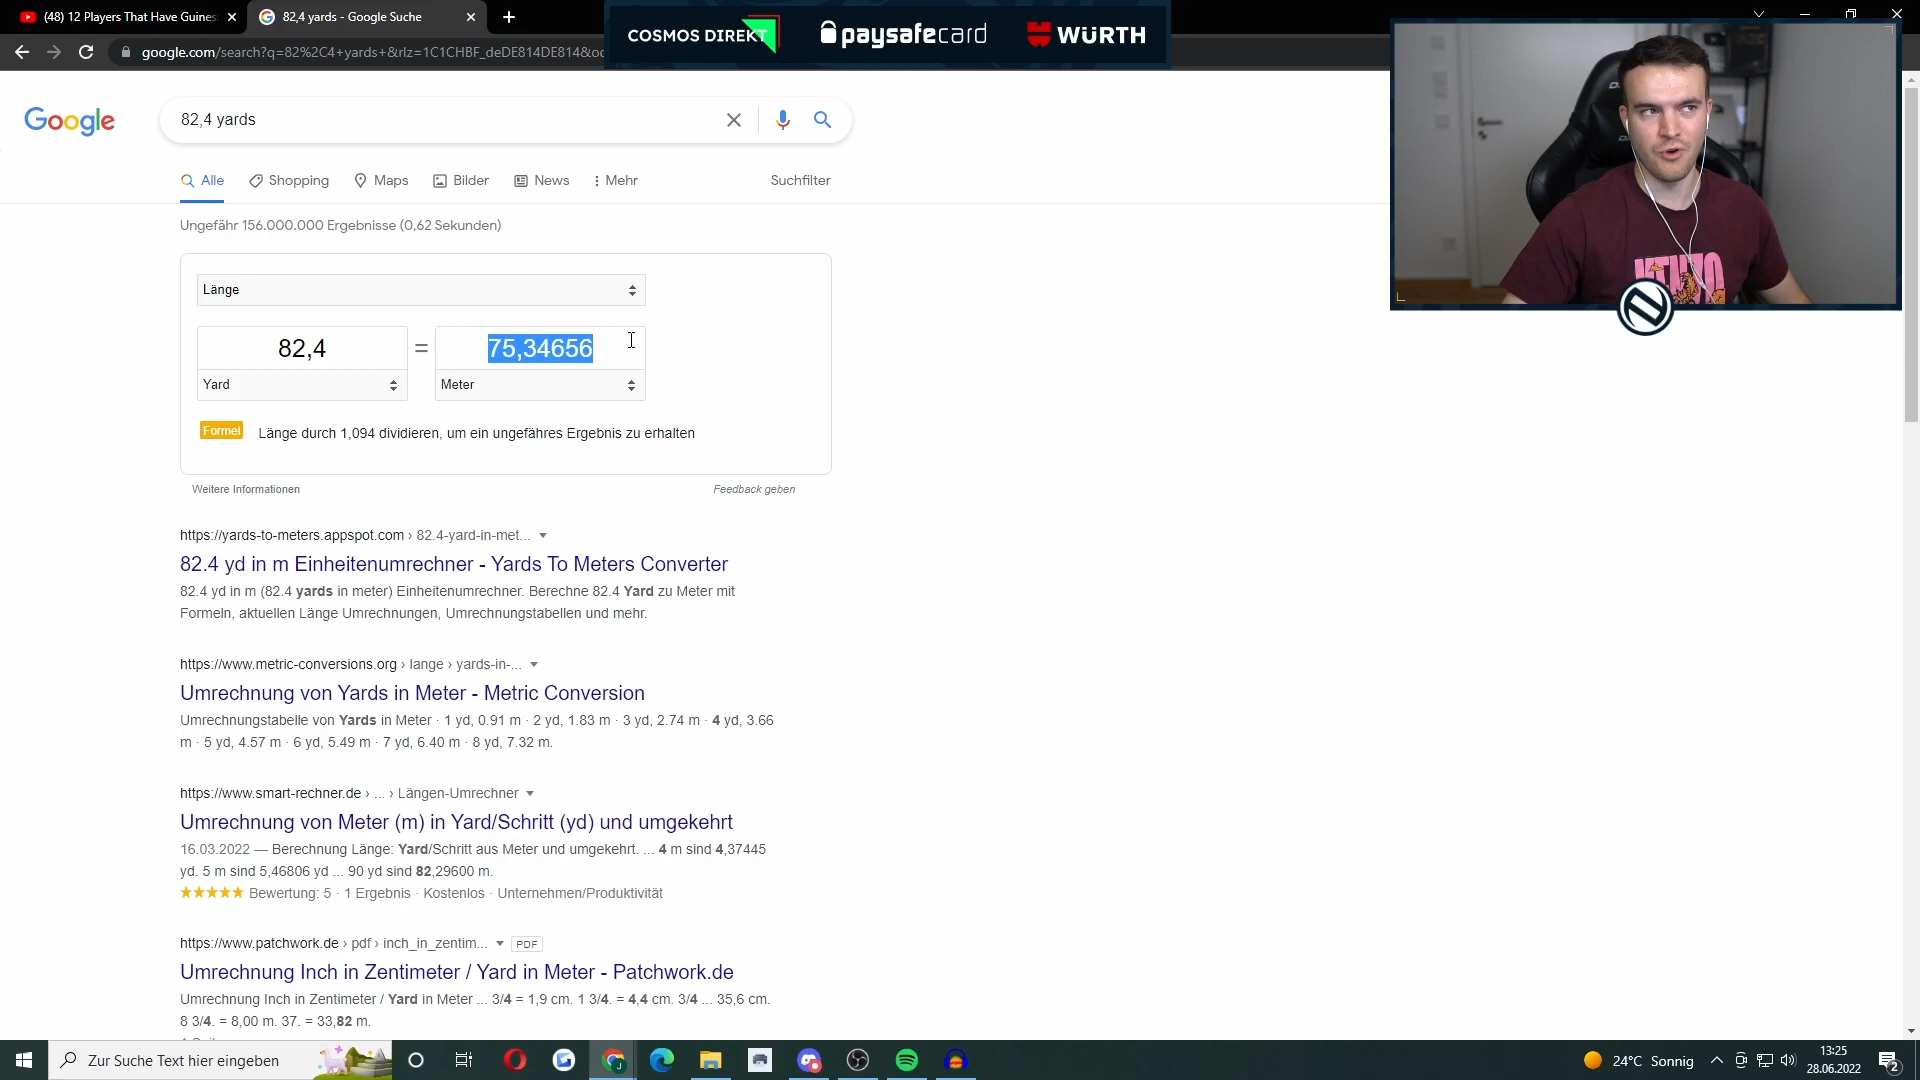 (48) 12 Players That Have Guines
82,4 yards - Google Suche
COSMOS DIREKT
paysafecard
WÜRTH
google.com/search?q=82%2C4+yards+&rlz=1C1CHBF_deDE814DE814&oc
Google
82,4 yards
Alle
Shopping
Maps
Bilder
News
Mehr
Suchfilter
Ungefähr 156.000.000 Ergebnisse (0,62 Sekunden)
Länge
82,4 = 75,34656
Yard
Meter
Formel Länge durch 1,094 dividieren, um ein ungefähres Ergebnis zu erhalten
Weitere Informationen
Feedback geben
https://yards-to-meters.appspot.com › 82.4-yard-in-met...
82.4 yd in m Einheitenumrechner - Yards To Meters Converter
82.4 yd in m (82.4 yards in meter) Einheitenumrechner. Berechne 82.4 Yard zu Meter mit
Formeln, aktuellen Länge Umrechnungen, Umrechnungstabellen und mehr.
https://www.metric-conversions.org › lange › yards-in-...
Umrechnung von Yards in Meter - Metric Conversion
Umrechnungstabelle von Yards in Meter · 1 yd, 0.91 m · 2 yd, 1.83 m · 3 yd, 2.74 m · 4 yd, 3.66
m · 5 yd, 4.57 m · 6 yd, 5.49 m · 7 yd, 6.40 m · 8 yd, 7.32 m.
https://www.smart-rechner.de › ... › Längen-Umrechner
Umrechnung von Meter (m) in Yard/Schritt (yd) und umgekehrt
16.03.2022 — Berechnung Länge: Yard/Schritt aus Meter und umgekehrt. ... 4 m sind 4,37445
yd. 5 m sind 5,46806 yd ... 90 yd sind 82,29600 m.
★★★★★ Bewertung: 5 · 1 Ergebnis · Kostenlos · Unternehmen/Produktivität
https://www.patchwork.de › pdf › inch_in_zentim... PDF
Umrechnung Inch in Zentimeter / Yard in Meter - Patchwork.de
Umrechnung Inch in Zentimeter / Yard in Meter ... 3/4 = 1,9 cm. 1 3/4. = 4,4 cm. 3/4 ... 35,6 cm.
8 3/4. = 8,00 m. 37. = 33,82 m.
KENZO
Zur Suche Text hier eingeben
24°C Sonnig
13:25
28.06.2022
2